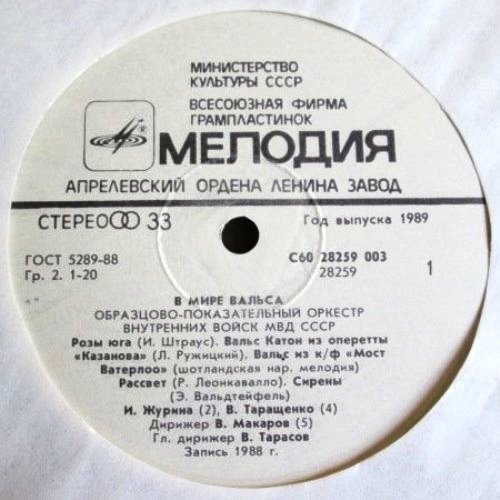 МИНИСТЕРСТВО
КУЛЬТУРЫ СССР
ВСЕСОЮЗНАЯ ФИРМА
ГРАМПЛАСТИНОК
МЕЛОДИЯ
АПРЕЛЕВСКИЙ ОРДЕНА ЛЕНИНА ЗАВОД
СТЕРЕО 33
Год выпуска 1989
ГОСТ 5289-88
Гр. 2. 1-20
С60 28259 003
28259
1
В МИРЕ ВАЛЬСА
ОБРАЗЦОВО-ПОКАЗАТЕЛЬНЫЙ ОРКЕСТР
ВНУТРЕННИХ ВОЙСК МВД СССР
Розы юга (И. Штраус). Вальс Катон из оперетты
«Казанова» (Л. Ружицкий). Вальс из к/ф «Мост
Ватерлоо» (шотландская нар. мелодия)
Рассвет (Р. Леонкавалло). Сирены
(Э. Вальдтейфель)
И. Журина (2), В. Таращенко (4)
Дирижер В. Макаров (5)
Гл. дирижер В. Тарасов
Запись 1988 г.